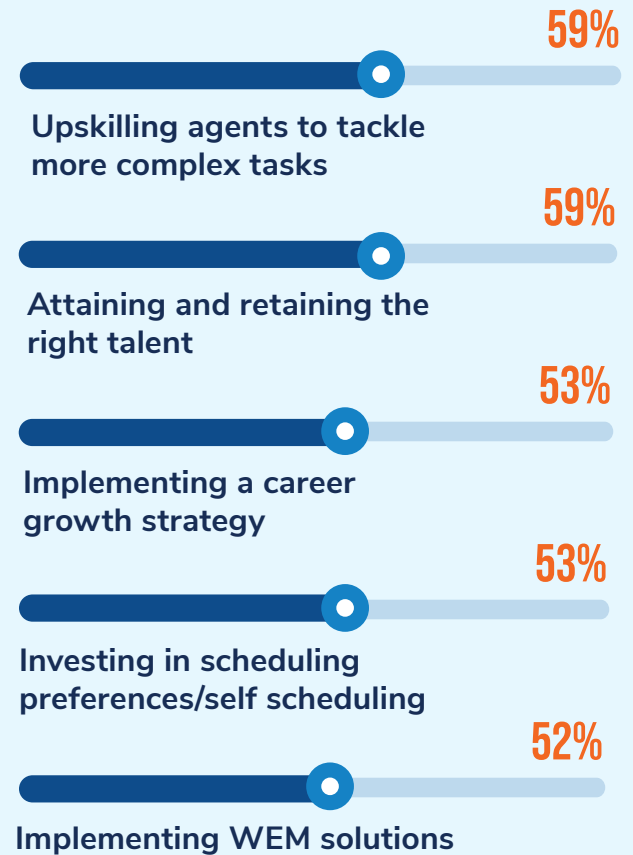 59%
Upskilling agents to tackle
more complex tasks
59%
Attaining and retaining the
right talent
53%
Implementing a career
growth strategy
53%
Investing in scheduling
preferences/self scheduling
52%
Implementing WEM solutions